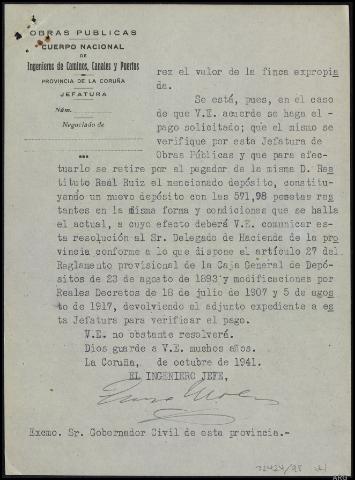 OBRAS PUBLICAS
CUERPO NACIONAL
DE
Ingenieros de Caminos, Canales y Puertos
PROVINCIA DE LA CORUÑA
JEFATURA
Núm.
Negociado de
rez el valor de la finca expropia
da.
Se está, pues, en el caso
de que V.E. acuerde se haga el -
pago solicitado; que el mismo se
verifique por esta Jefatura de
Obras Públicas y que para efec-
tuarlo se retire por el pagador de la misma D. Res
tituto Real Ruiz el mencionado depósito, constitu-
yendo un nuevo depósito con las 571,98 pesetas res
tantes en la misma forma y condiciones que se halla
el actual, a cuyo efecto deberá V.E. comunicar es-
ta resolución al Sr. Delegado de Hacienda de la pro
vincia conforme a lo que dispone el artículo 27 del
Reglamento provisional de la Caja General de Depó-
sitos de 23 de agosto de 1893 y modificaciones por
Reales Decretos de 18 de julio de 1907 y 5 de agos
to de 1917, devolviendo el adjunto expediente a es
ta Jefatura para verificar el pago.
V.E. no obstante resolverá.
Dios guarde a V.E. muchos años.
La Coruña, de octubre de 1941.
EL INGENIERO JEFE,
Excmo. Sr. Gobernador Civil de esta provincia.-